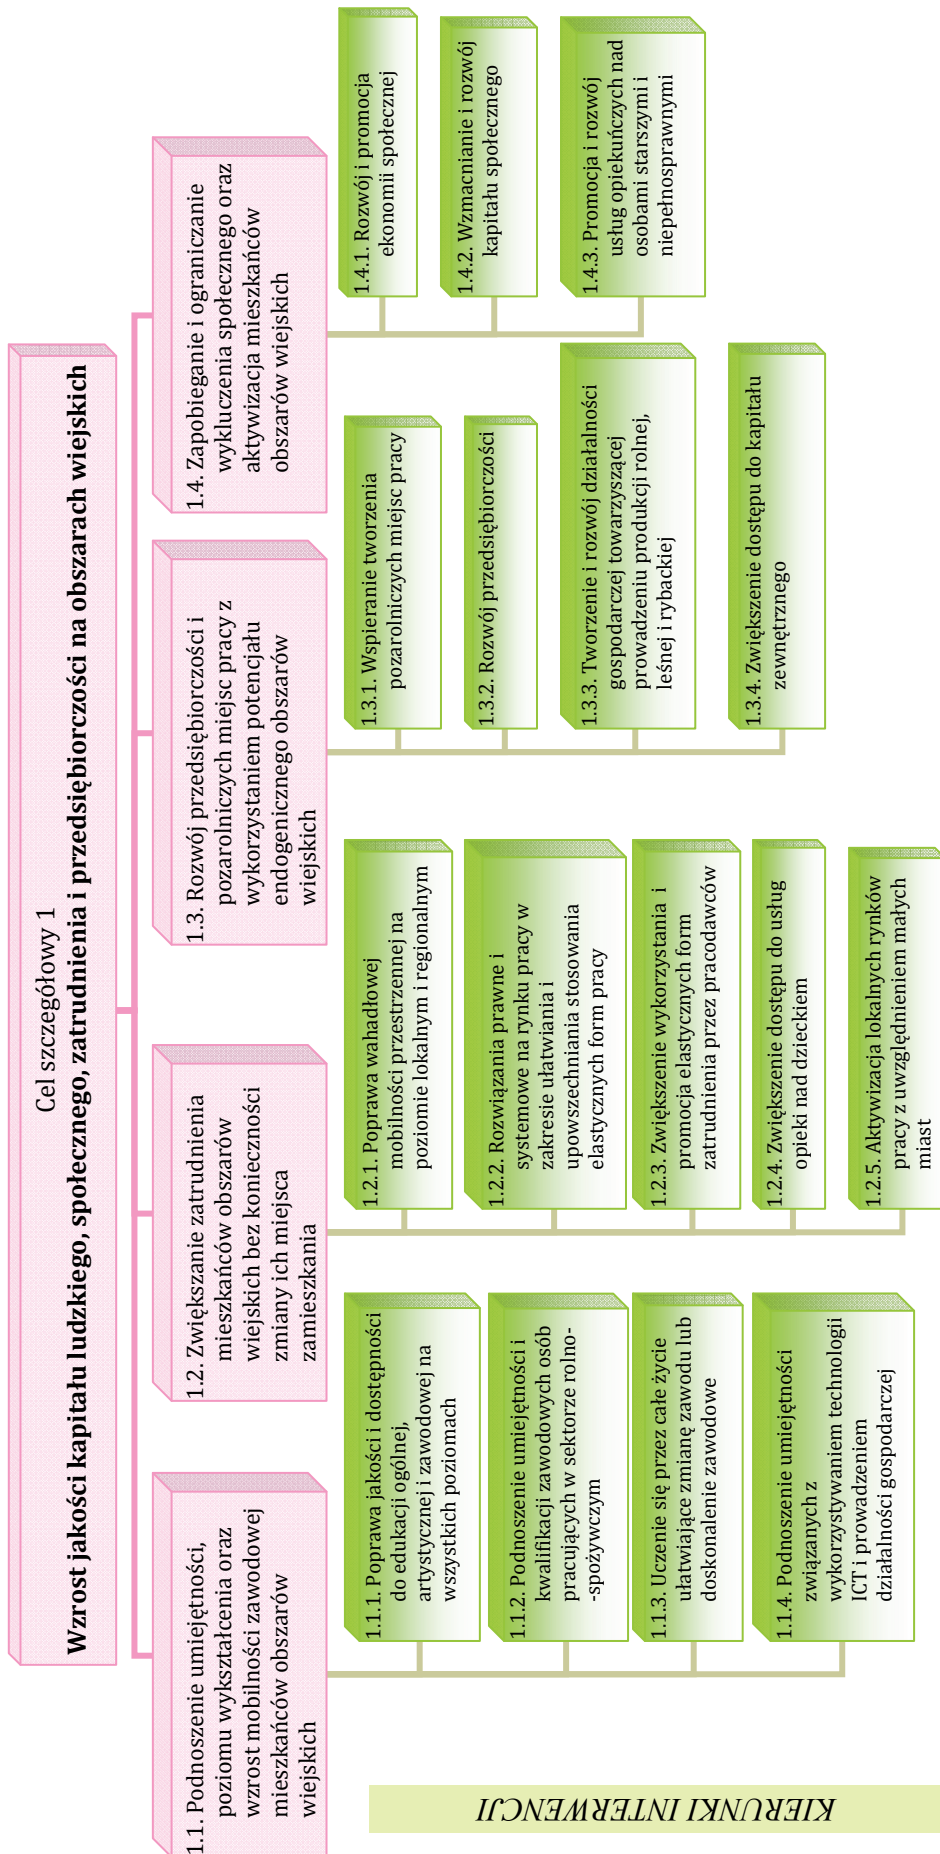 Cel szczegółowy 1
Wzrost jakości kapitału ludzkiego, społecznego, zatrudnienia i przedsiębiorczości na obszarach wiejskich
1.1. Podnoszenie umiejętności,
poziomu wykształcenia oraz
wzrost mobilności zawodowej
mieszkańców obszarów
wiejskich
1.1.1. Poprawa jakości i dostępności
do edukacji ogólnej,
artystycznej i zawodowej na
wszystkich poziomach
1.1.2. Podnoszenie umiejętności i
kwalifikacji zawodowych osób
pracujących w sektorze rolno-
-spożywczym
1.1.3. Uczenie się przez całe życie
ułatwiające zmianę zawodu lub
doskonalenie zawodowe
1.1.4. Podnoszenie umiejętności
związanych z
wykorzystywaniem technologii
ICT i prowadzeniem
działalności gospodarczej
1.2. Zwiększanie zatrudnienia
mieszkańców obszarów
wiejskich bez konieczności
zmiany ich miejsca
zamieszkania
1.2.1. Poprawa wahadłowej
mobilności przestrzennej na
poziomie lokalnym i regionalnym
1.2.2. Rozwiązania prawne i
systemowe na rynku pracy w
zakresie ułatwiania i
upowszechniania stosowania
elastycznych form pracy
1.2.3. Zwiększenie wykorzystania i
promocja elastycznych form
zatrudnienia przez pracodawców
1.2.4. Zwiększenie dostępu do usług
opieki nad dzieckiem
1.2.5. Aktywizacja lokalnych rynków
pracy z uwzględnieniem małych
miast
1.3. Rozwój przedsiębiorczości i
pozarolniczych miejsc pracy z
wykorzystaniem potencjału
endogenicznego obszarów
wiejskich
1.3.1. Wspieranie tworzenia
pozarolniczych miejsc pracy
1.3.2. Rozwój przedsiębiorczości
1.3.3. Tworzenie i rozwój działalności
gospodarczej towarzyszącej
prowadzeniu produkcji rolnej,
leśnej i rybackiej
1.3.4. Zwiększenie dostępu do kapitału
zewnętrznego
1.4. Zapobieganie i ograniczanie
wykluczenia społecznego oraz
aktywizacja mieszkańców
obszarów wiejskich
1.4.1. Rozwój i promocja
ekonomii społecznej
1.4.2. Wzmacnianie i rozwój
kapitału społecznego
1.4.3. Promocja i rozwój
usług opiekuńczych nad
osobami starszymi i
niepełnosprawnymi
KIERUNKI INTERWENCJI